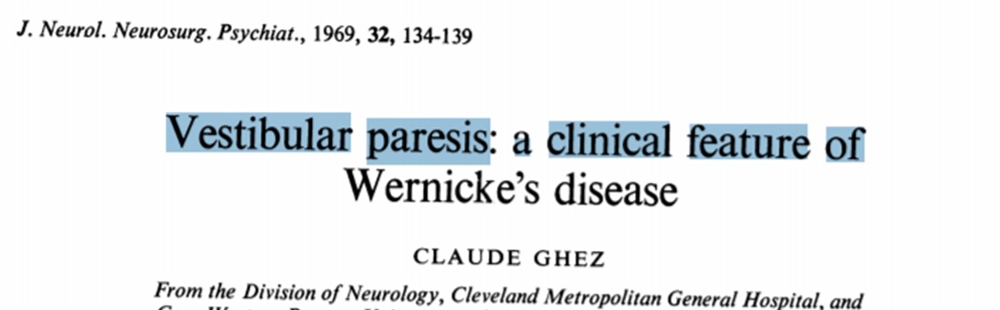 J. Neurol. Neurosurg. Psychiat., 1969, 32, 134-139
Vestibular paresis: a clinical feature of
Wernicke's disease
CLAUDE GHEZ
From the Division of Neurology, Cleveland Metropolitan General Hospital, and